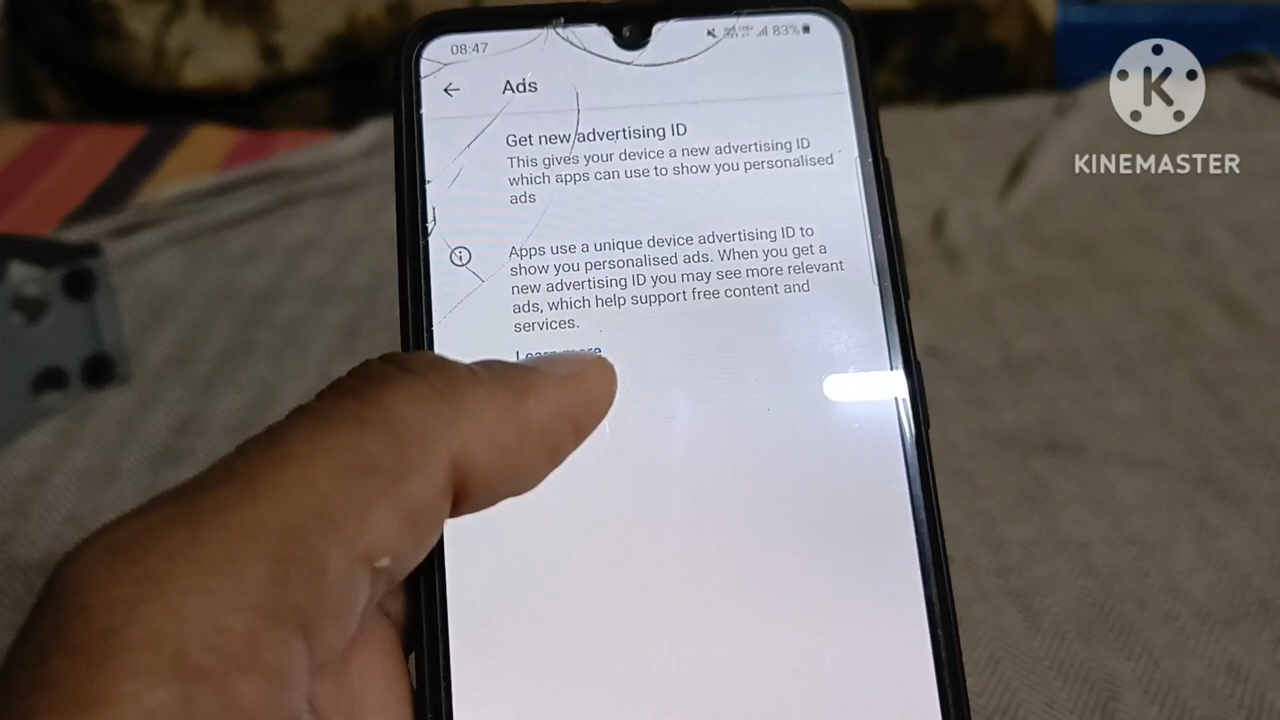 08:47
83%
Ads
Get new advertising ID
This gives your device a new advertising ID
which apps can use to show you personalised
ads
Apps use a unique device advertising ID to
show you personalised ads. When you get a
new advertising ID you may see more relevant
ads, which help support free content and
services.
Learn more
K
KINEMASTER